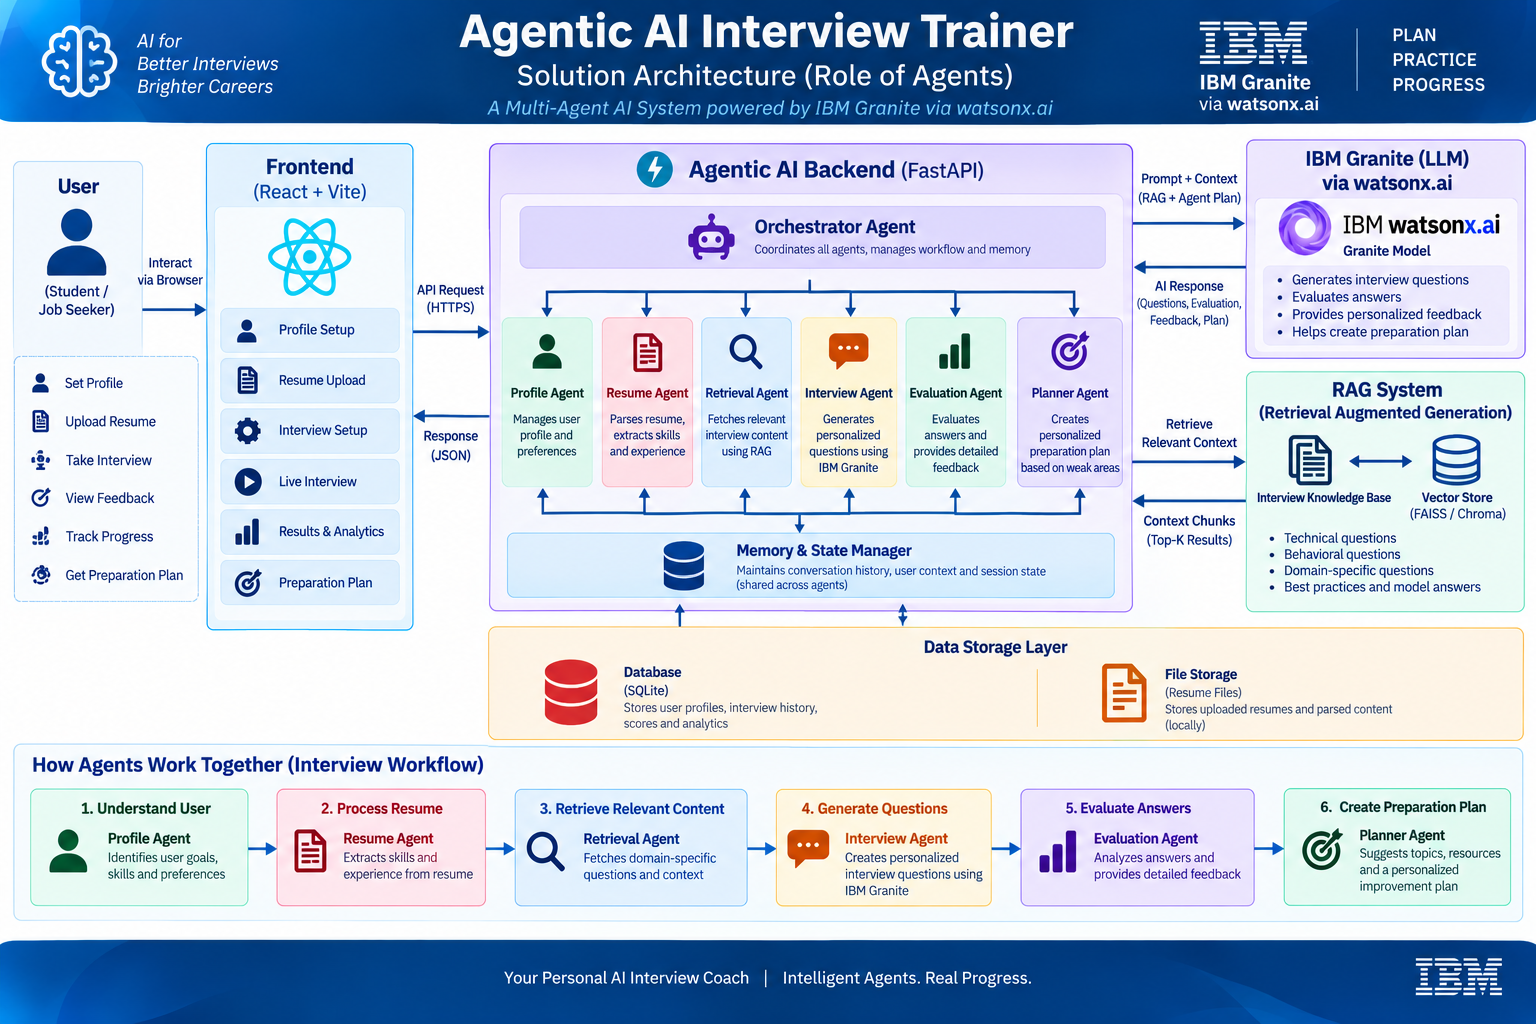 AI for
Better Interviews
Brighter Careers
Agentic AI Interview Trainer
Solution Architecture (Role of Agents)
A Multi-Agent AI System powered by IBM Granite via watsonx.ai
IBM
IBM Granite
via watsonx.ai
PLAN
PRACTICE
PROGRESS
User
(Student /
Job Seeker)
Set Profile
Upload Resume
Take Interview
View Feedback
Track Progress
Get Preparation Plan
Interact
via Browser
Frontend
(React + Vite)
Profile Setup
Resume Upload
Interview Setup
Live Interview
Results & Analytics
Preparation Plan
API Request
(HTTPS)
Response
(JSON)
Agentic AI Backend (FastAPI)
Orchestrator Agent
Coordinates all agents, manages workflow and memory
Profile Agent
Manages user
profile and
preferences
Resume Agent
Parses resume,
extracts skills
and experience
Retrieval Agent
Fetches relevant
interview content
using RAG
Interview Agent
Generates
personalized
questions using
IBM Granite
Evaluation Agent
Evaluates
answers and
provides detailed
feedback
Planner Agent
Creates
personalized
preparation plan
based on weak areas
Memory & State Manager
Maintains conversation history, user context and session state
(shared across agents)
Prompt + Context
(RAG + Agent Plan)
AI Response
(Questions, Evaluation,
Feedback, Plan)
Retrieve
Relevant Context
Context Chunks
(Top-K Results)
IBM Granite (LLM)
via watsonx.ai
IBM watsonx.ai
Granite Model
• Generates interview questions
• Evaluates answers
• Provides personalized feedback
• Helps create preparation plan
RAG System
(Retrieval Augmented Generation)
Interview Knowledge Base
Vector Store
(FAISS / Chroma)
• Technical questions
• Behavioral questions
• Domain-specific questions
• Best practices and model answers
Data Storage Layer
Database
(SQLite)
Stores user profiles, interview history,
scores and analytics
File Storage
(Resume Files)
Stores uploaded resumes and parsed content
(locally)
How Agents Work Together (Interview Workflow)
1. Understand User
Profile Agent
Identifies user goals,
skills and preferences
2. Process Resume
Resume Agent
Extracts skills and
experience from resume
3. Retrieve Relevant Content
Retrieval Agent
Fetches domain-specific
questions and context
4. Generate Questions
Interview Agent
Creates personalized
interview questions using
IBM Granite
5. Evaluate Answers
Evaluation Agent
Analyzes answers and
provides detailed feedback
6. Create Preparation Plan
Planner Agent
Suggests topics, resources
and a personalized
improvement plan
Your Personal AI Interview Coach | Intelligent Agents. Real Progress.
IBM